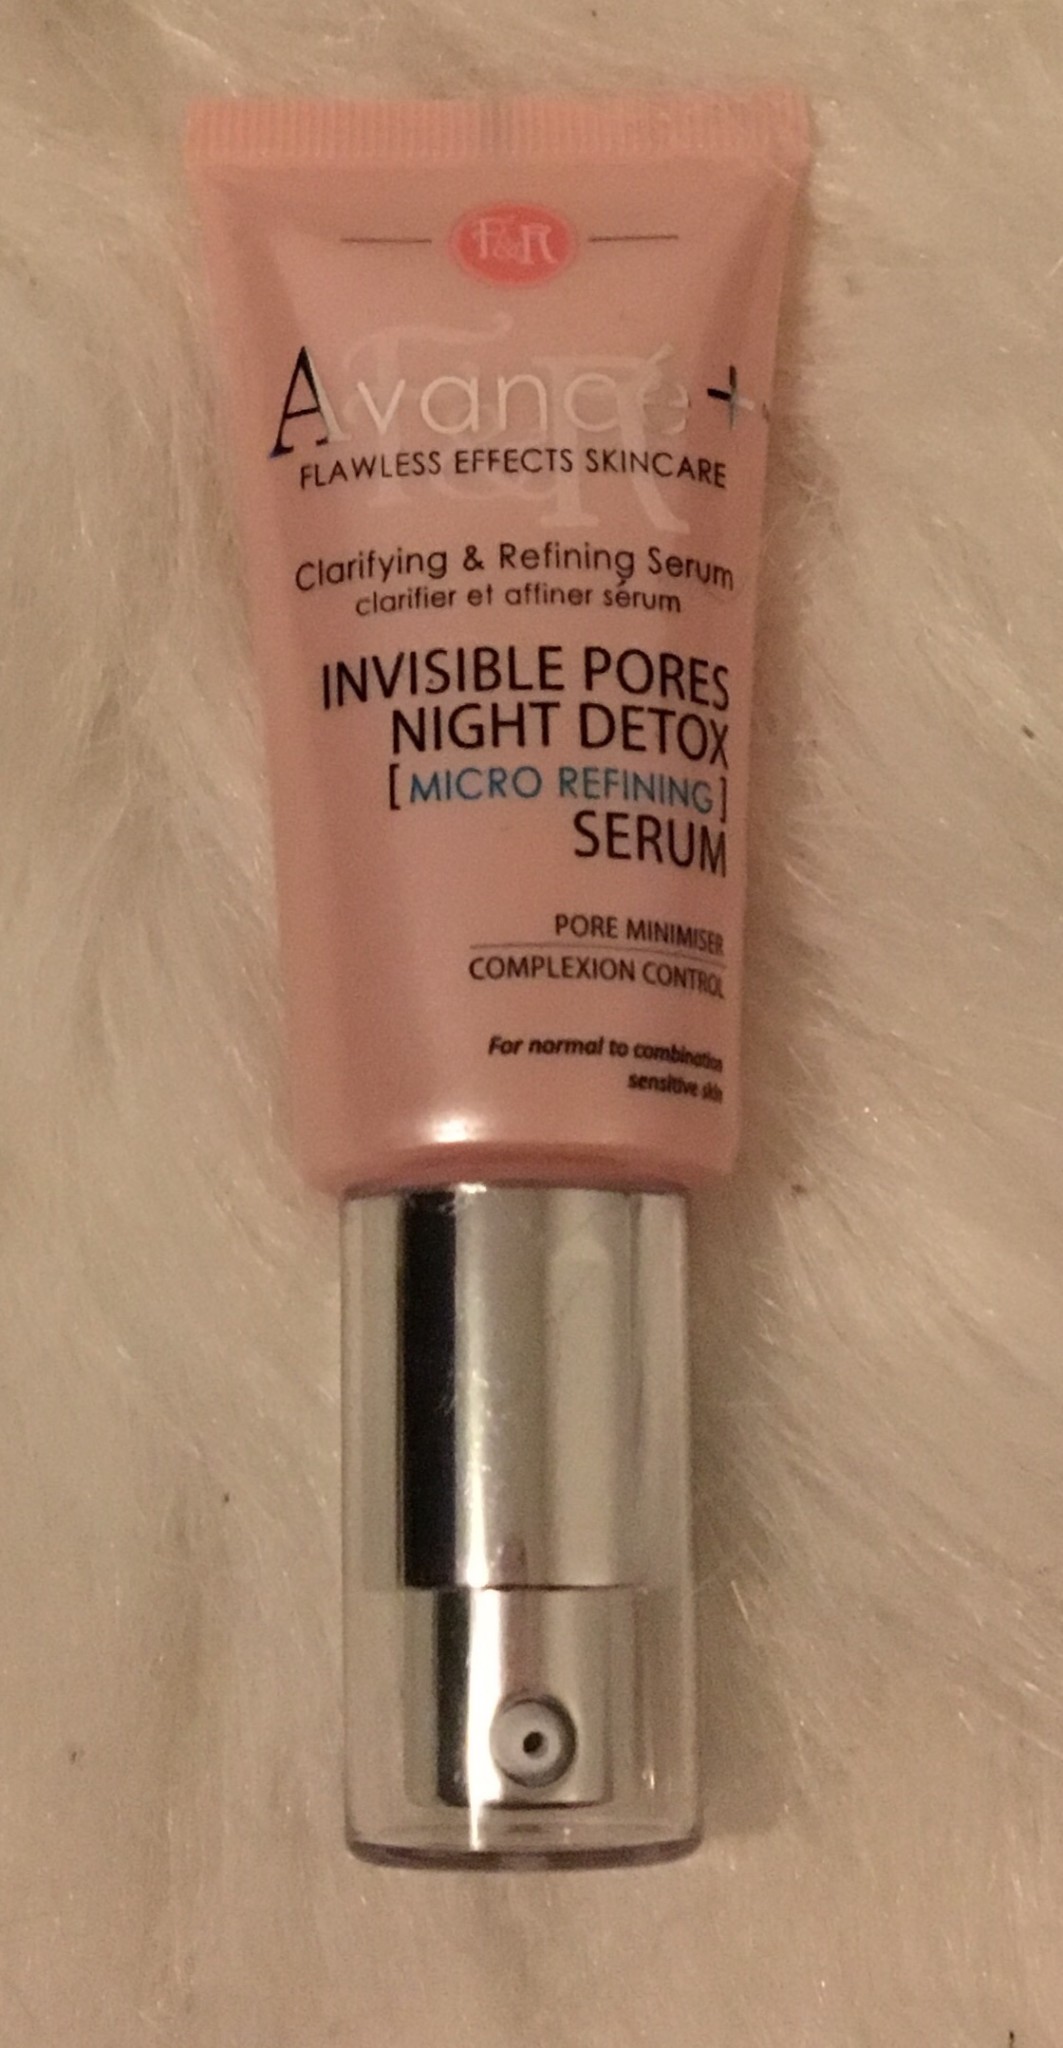 F&R
Avancé+
FLAWLESS EFFECTS SKINCARE
Clarifying & Refining Serum
clarifier et affiner sérum
INVISIBLE PORES
NIGHT DETOX
[MICRO REFINING]
SERUM
PORE MINIMISER
COMPLEXION CONTROL
For normal to combination
sensitive skin